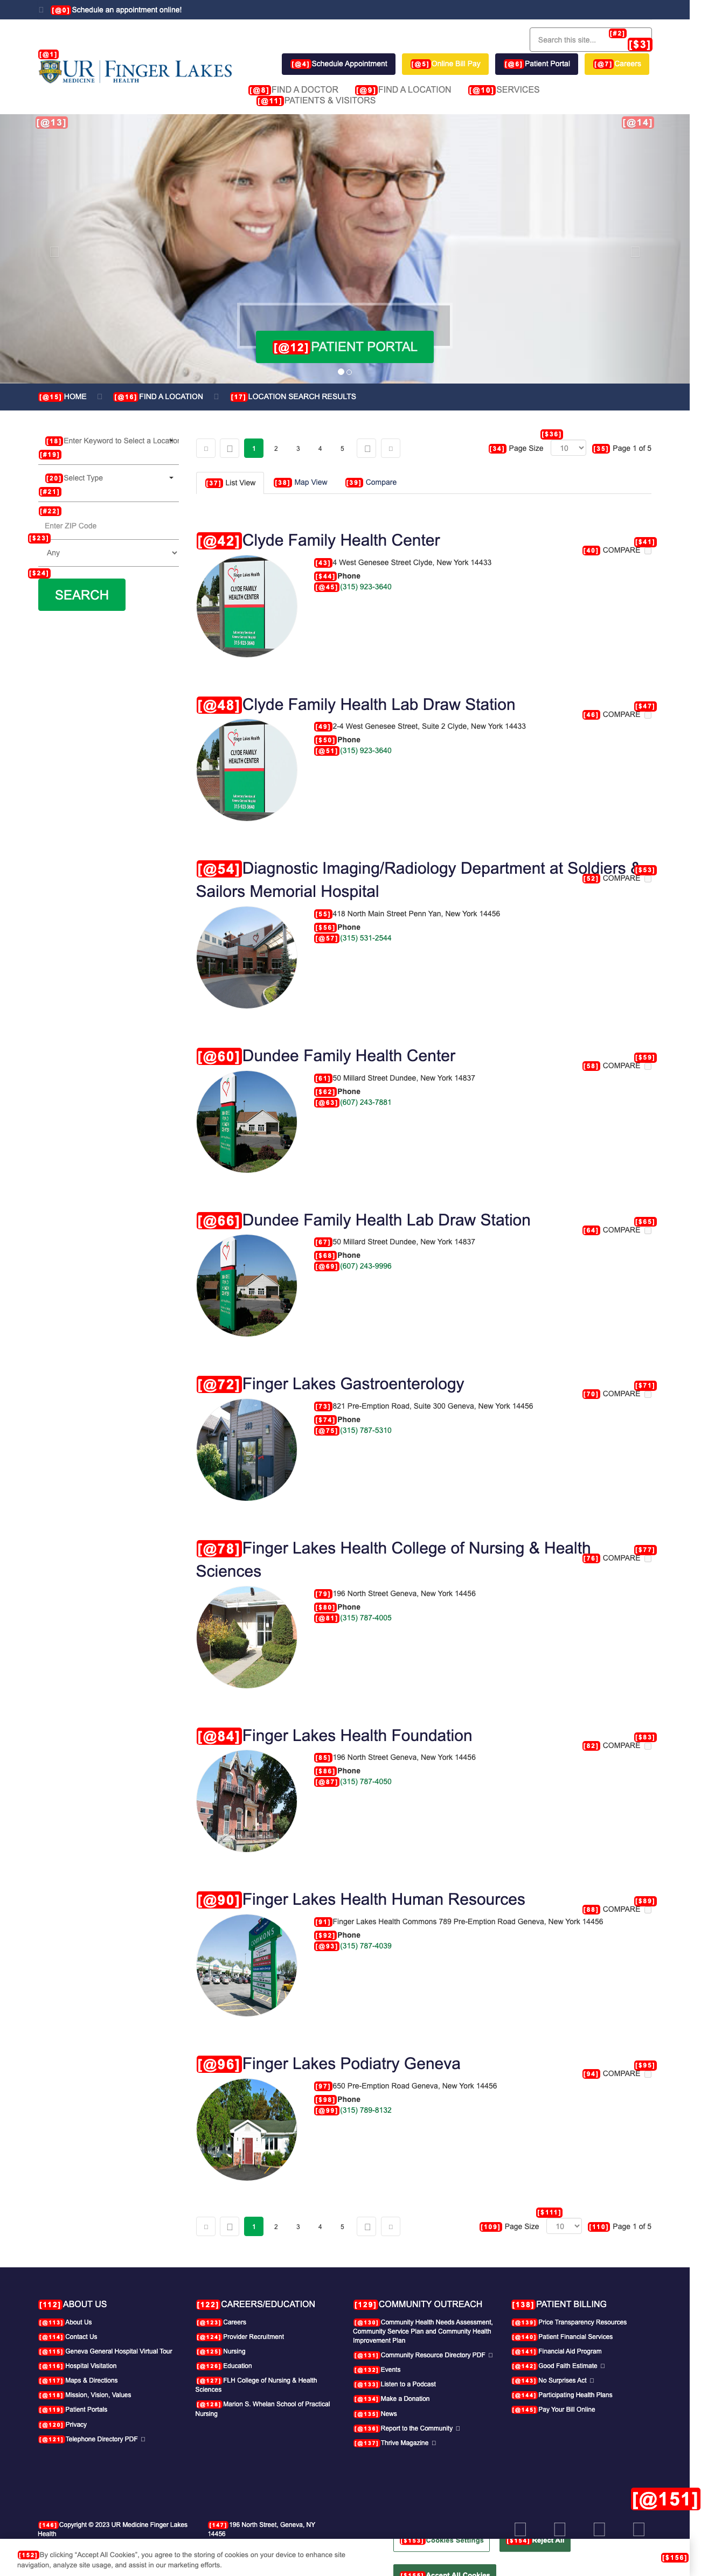 [@0] Schedule an appointment online!
[#2]
Search this site...
[$3]
[@1]
UR MEDICINE | FINGER LAKES HEALTH
[@4] Schedule Appointment [@5] Online Bill Pay [@6] Patient Portal [@7] Careers
[@8] FIND A DOCTOR [@9] FIND A LOCATION [@10] SERVICES
[@11] PATIENTS & VISITORS
[@13] [@14]
[@12] PATIENT PORTAL
[@15] HOME [@16] FIND A LOCATION [17] LOCATION SEARCH RESULTS
[18] Enter Keyword to Select a Location
[#19]
[20] Select Type
[#21]
[#22]
Enter ZIP Code
[$23]
Any
[$24]
SEARCH
1 2 3 4 5
[$36]
[34] Page Size 10 [35] Page 1 of 5
[37] List View [38] Map View [39] Compare
[@42] Clyde Family Health Center
[$41]
[40] COMPARE
[43] 4 West Genesee Street Clyde, New York 14433
[$44] Phone
[@45] (315) 923-3640
[@48] Clyde Family Health Lab Draw Station
[$47]
[46] COMPARE
[49] 2-4 West Genesee Street, Suite 2 Clyde, New York 14433
[$50] Phone
[@51] (315) 923-3640
[@54] Diagnostic Imaging/Radiology Department at Soldiers &
Sailors Memorial Hospital
[$53]
[52] COMPARE
[55] 418 North Main Street Penn Yan, New York 14456
[$56] Phone
[@57] (315) 531-2544
[@60] Dundee Family Health Center
[$59]
[58] COMPARE
[61] 50 Millard Street Dundee, New York 14837
[$62] Phone
[@63] (607) 243-7881
[@66] Dundee Family Health Lab Draw Station
[$65]
[64] COMPARE
[67] 50 Millard Street Dundee, New York 14837
[$68] Phone
[@69] (607) 243-9996
[@72] Finger Lakes Gastroenterology
[$71]
[70] COMPARE
[73] 821 Pre-Emption Road, Suite 300 Geneva, New York 14456
[$74] Phone
[@75] (315) 787-5310
[@78] Finger Lakes Health College of Nursing & Health
Sciences
[$77]
[76] COMPARE
[79] 196 North Street Geneva, New York 14456
[$80] Phone
[@81] (315) 787-4005
[@84] Finger Lakes Health Foundation
[$83]
[82] COMPARE
[85] 196 North Street Geneva, New York 14456
[$86] Phone
[@87] (315) 787-4050
[@90] Finger Lakes Health Human Resources
[$89]
[88] COMPARE
[91] Finger Lakes Health Commons 789 Pre-Emption Road Geneva, New York 14456
[$92] Phone
[@93] (315) 787-4039
[@96] Finger Lakes Podiatry Geneva
[$95]
[94] COMPARE
[97] 650 Pre-Emption Road Geneva, New York 14456
[$98] Phone
[@99] (315) 789-8132
1 2 3 4 5
[$111]
[109] Page Size 10 [110] Page 1 of 5
[112] ABOUT US
[@113] About Us
[@114] Contact Us
[@115] Geneva General Hospital Virtual Tour
[@116] Hospital Visitation
[@117] Maps & Directions
[@118] Mission, Vision, Values
[@119] Patient Portals
[@120] Privacy
[@121] Telephone Directory PDF
[122] CAREERS/EDUCATION
[@123] Careers
[@124] Provider Recruitment
[@125] Nursing
[@126] Education
[@127] FLH College of Nursing & Health
Sciences
[@128] Marion S. Whelan School of Practical
Nursing
[129] COMMUNITY OUTREACH
[@130] Community Health Needs Assessment,
Community Service Plan and Community Health
Improvement Plan
[@131] Community Resource Directory PDF
[@132] Events
[@133] Listen to a Podcast
[@134] Make a Donation
[@135] News
[@136] Report to the Community
[@137] Thrive Magazine
[138] PATIENT BILLING
[@139] Price Transparency Resources
[@140] Patient Financial Services
[@141] Financial Aid Program
[@142] Good Faith Estimate
[@143] No Surprises Act
[@144] Participating Health Plans
[@145] Pay Your Bill Online
[@151]
[146] Copyright © 2023 UR Medicine Finger Lakes
Health
[147] 196 North Street, Geneva, NY
14456
[152] By clicking "Accept All Cookies", you agree to the storing of cookies on your device to enhance site
navigation, analyze site usage, and assist in our marketing efforts.
[$153] Cookies Settings [$154] Reject All
[$155] Accept All Cookies
[$156]